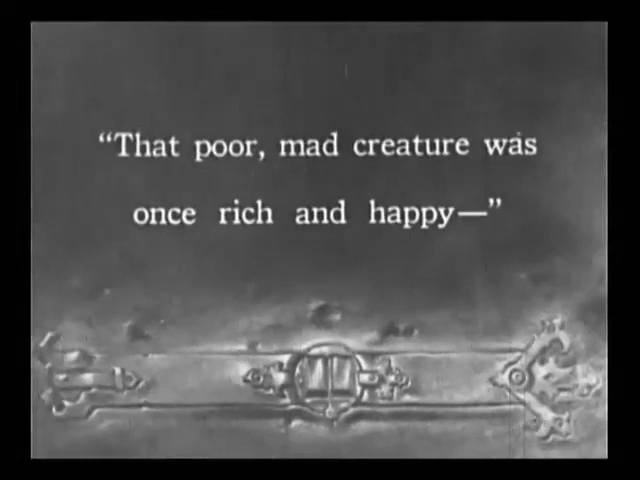 “That poor, mad creature was
once rich and happy—”